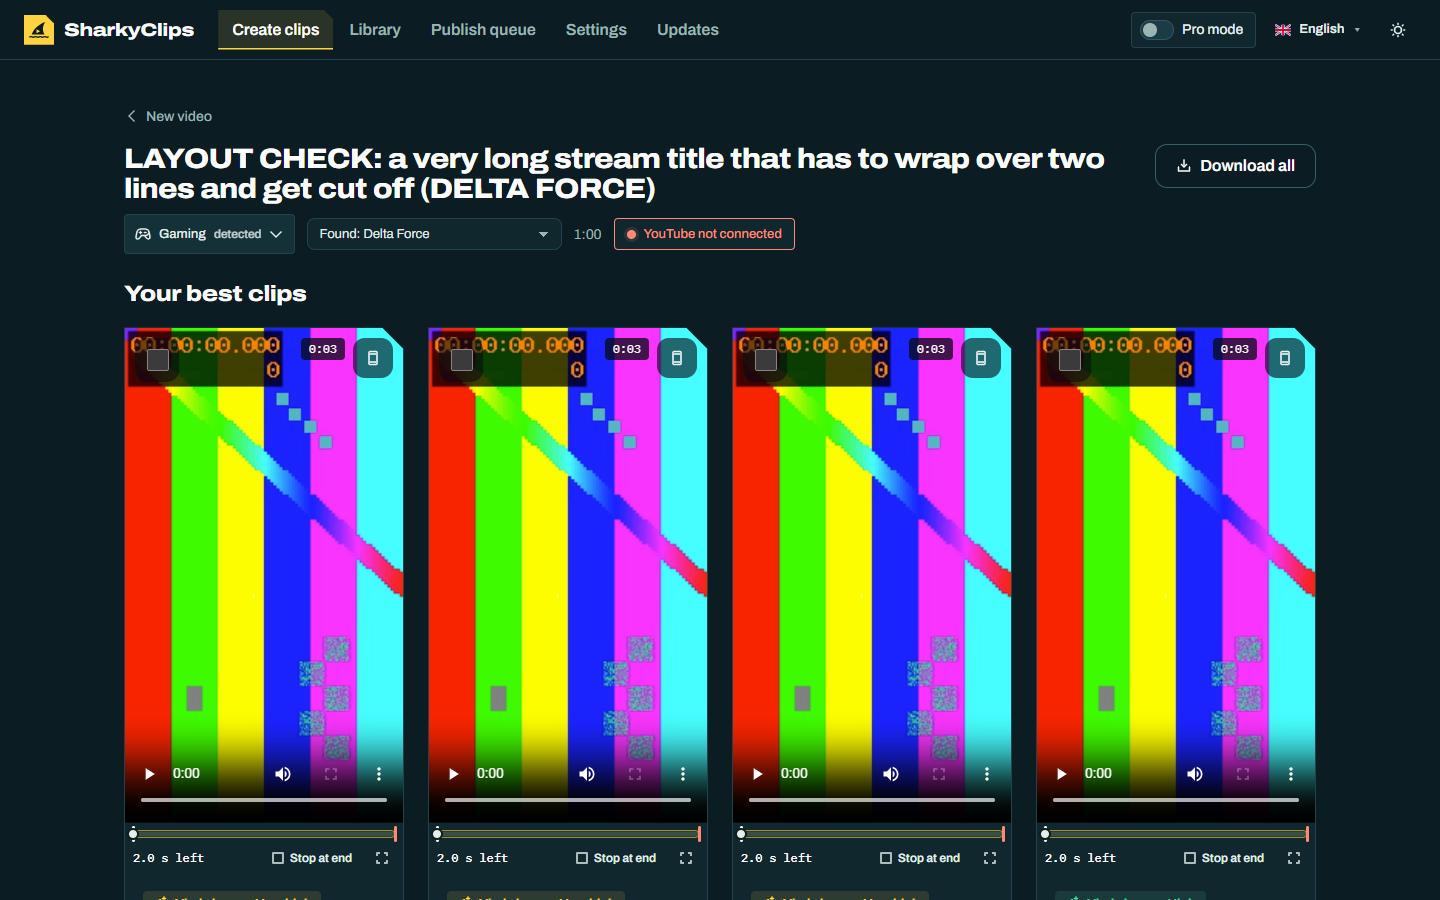 SharkyClips
Create clips
Library
Publish queue
Settings
Updates
Pro mode
English
New video
LAYOUT CHECK: a very long stream title that has to wrap over two
lines and get cut off (DELTA FORCE)
Download all
Gaming detected
Found: Delta Force
1:00
YouTube not connected
Your best clips
0:03
0:03
0:03
0:03
0
0
0
0
0:00
0:00
0:00
0:00
2.0 s left
Stop at end
2.0 s left
Stop at end
2.0 s left
Stop at end
2.0 s left
Stop at end